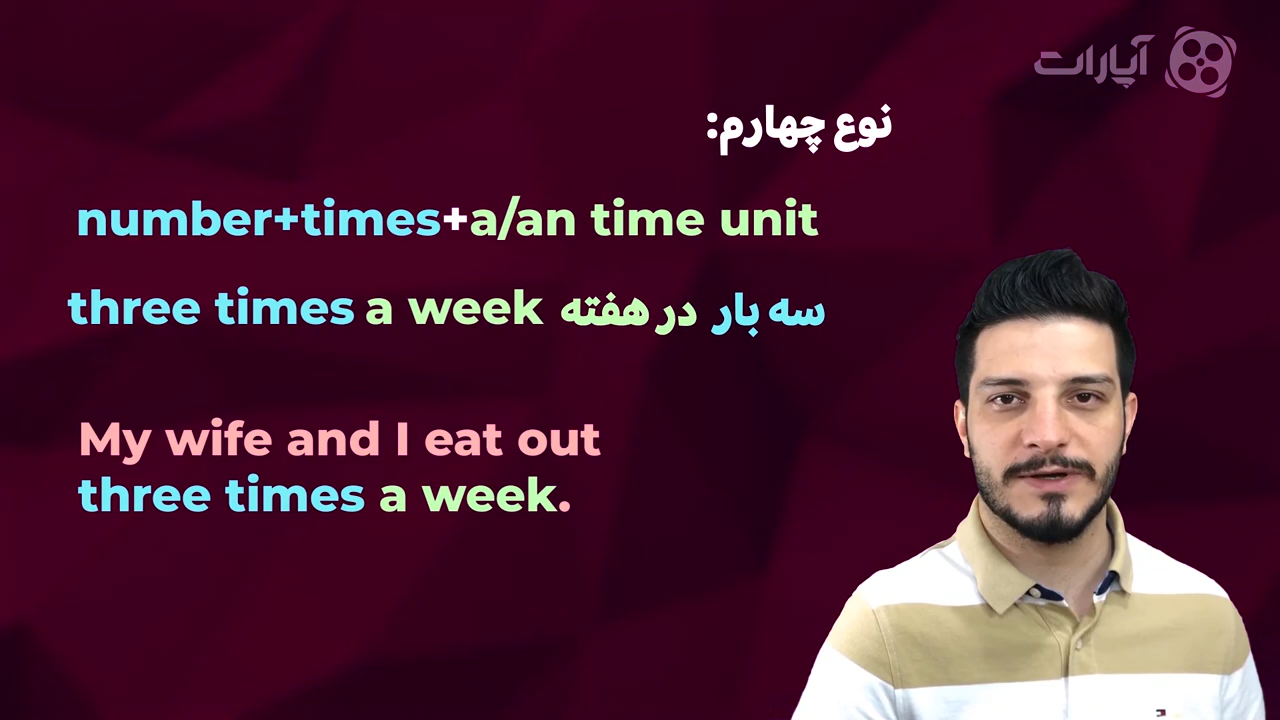 آپارات
نوع چهارم:
number+times+a/an time unit
three times a week سه بار در هفته
My wife and I eat out
three times a week.